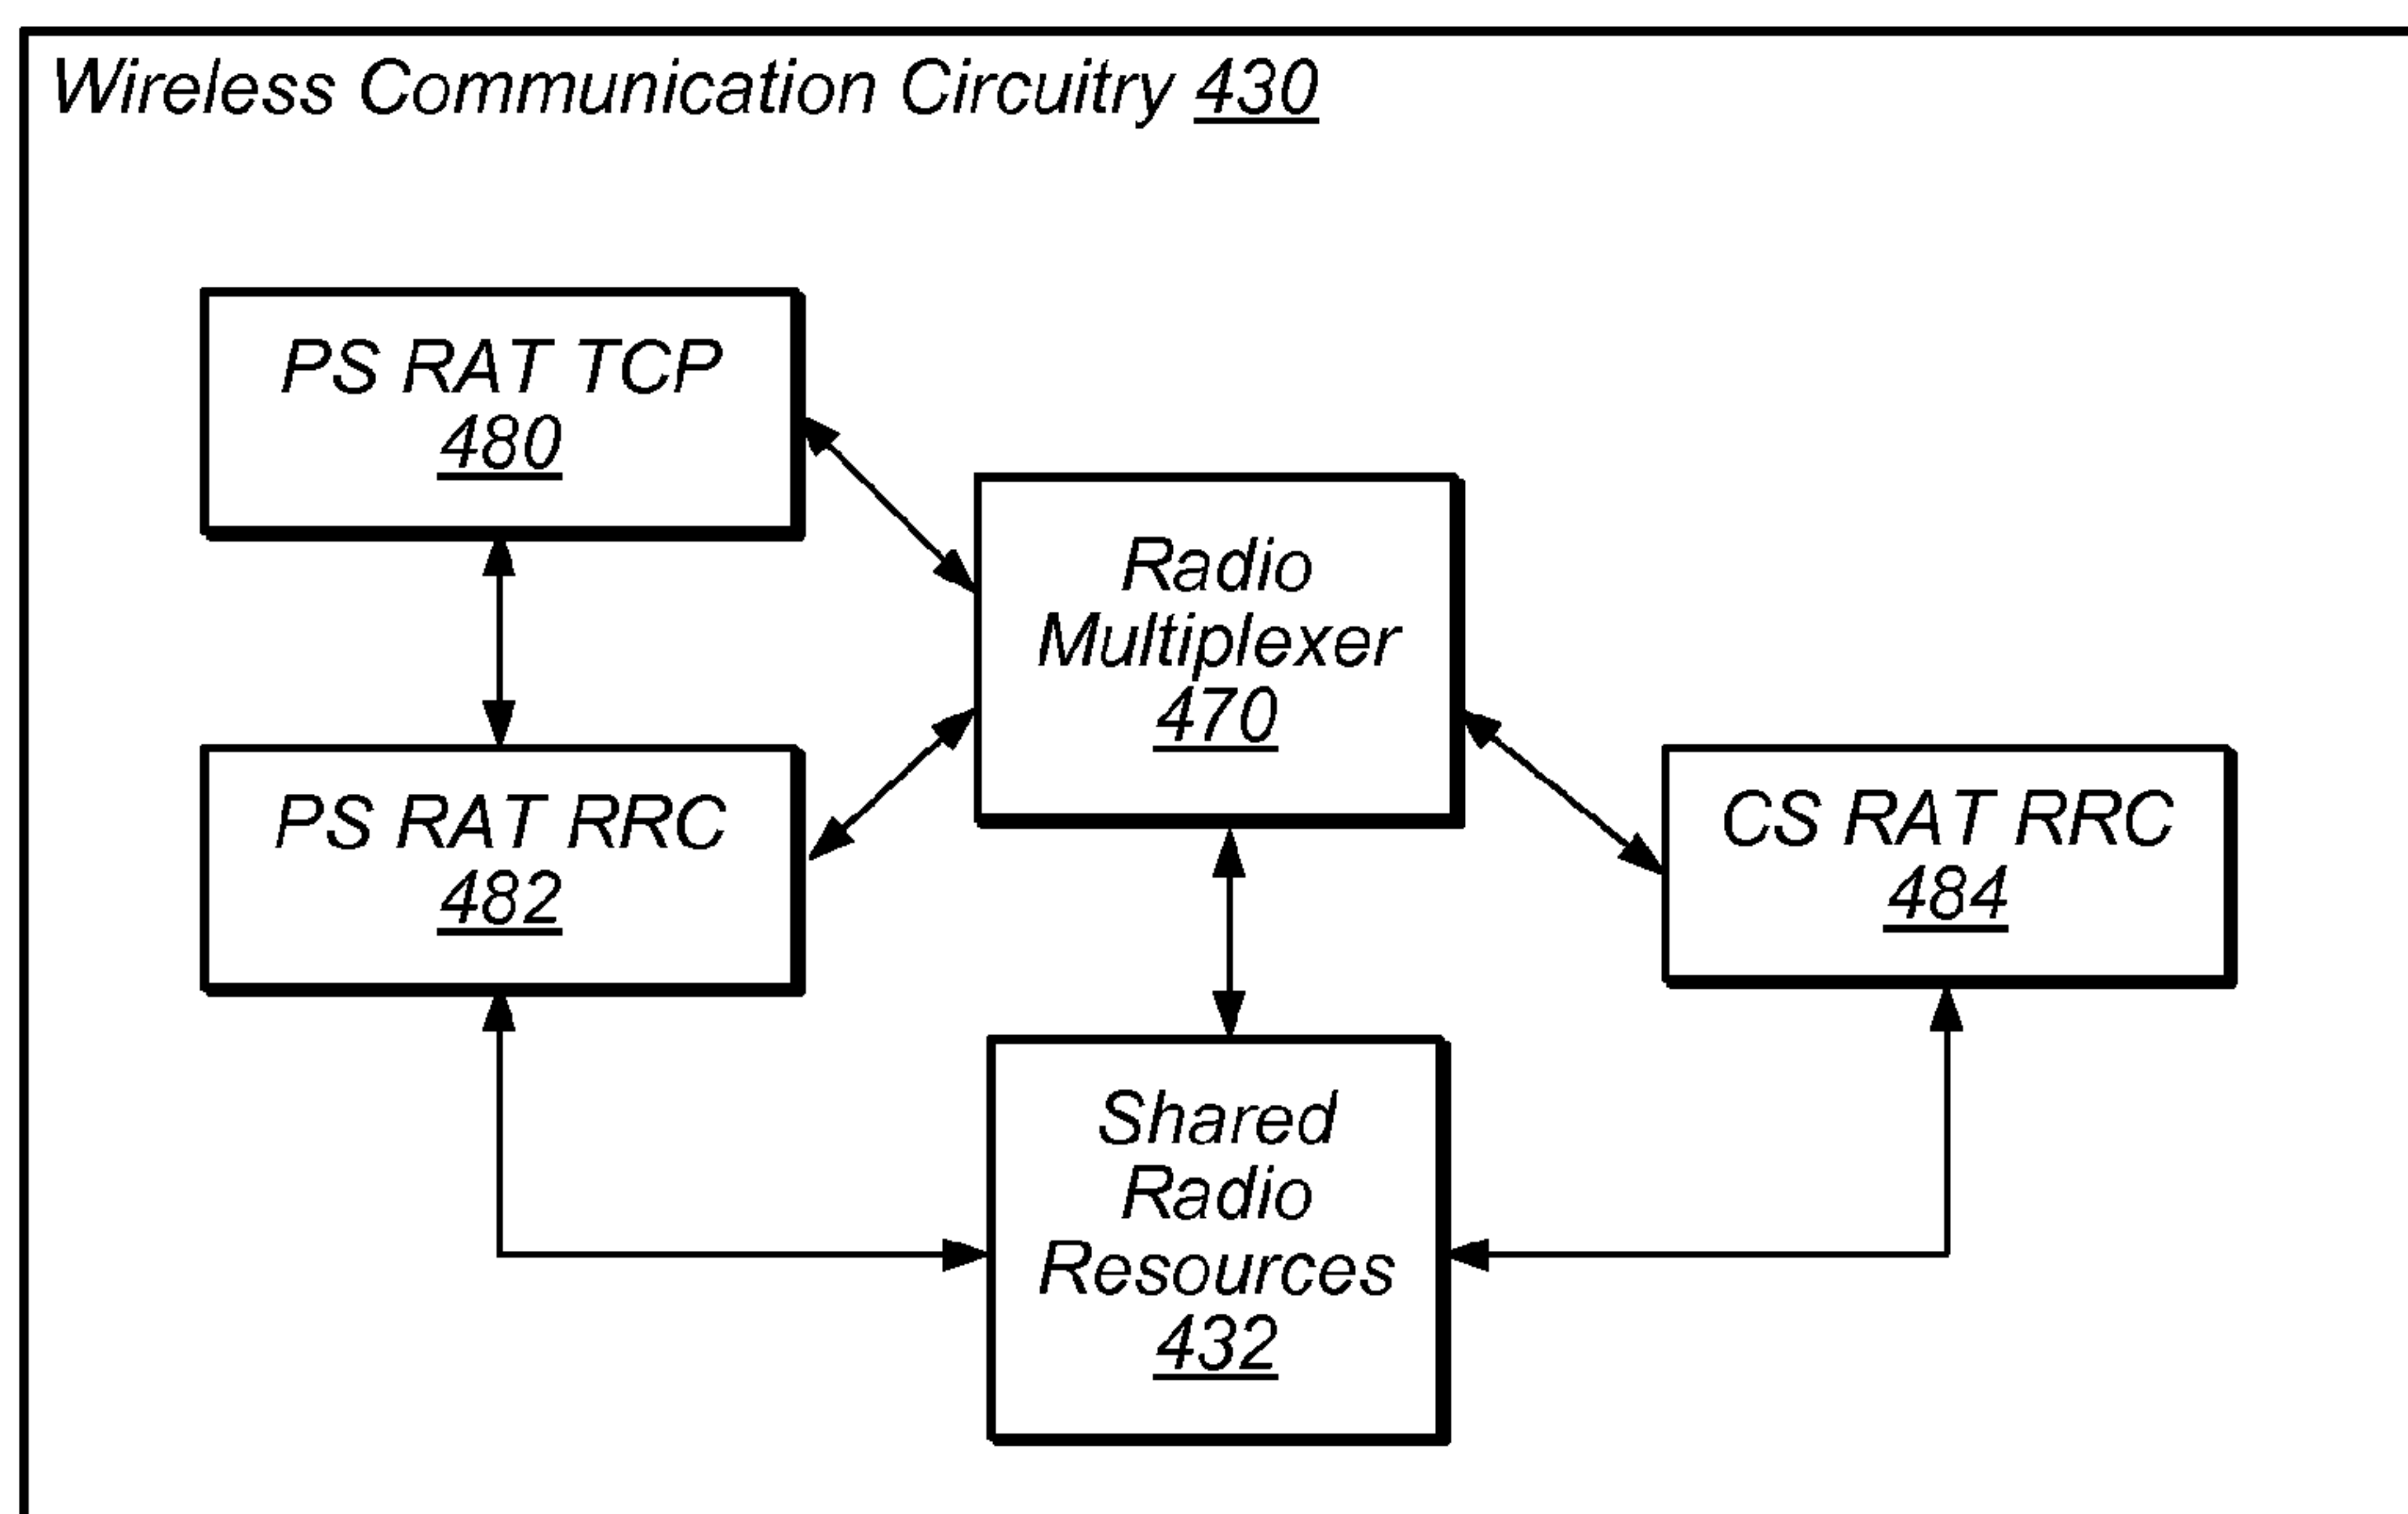 Wireless Communication Circuitry 430
PS RAT TCP
480
Radio
Multiplexer
470
PS RAT RRC
482
CS RAT RRC
484
Shared
Radio
Resources
432